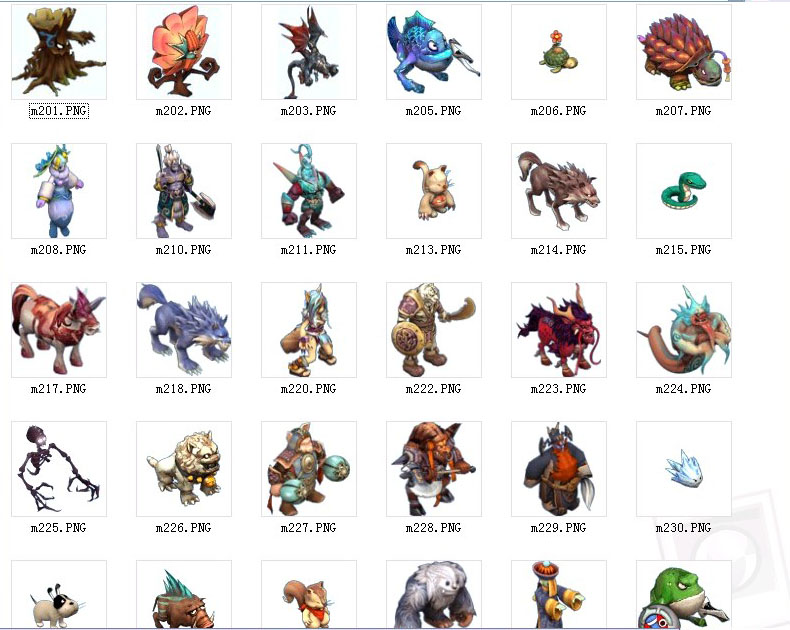 m201.PNG m202.PNG m203.PNG m205.PNG m206.PNG m207.PNG
m208.PNG m210.PNG m211.PNG m213.PNG m214.PNG m215.PNG
m217.PNG m218.PNG m220.PNG m222.PNG m223.PNG m224.PNG
m225.PNG m226.PNG m227.PNG m228.PNG m229.PNG m230.PNG